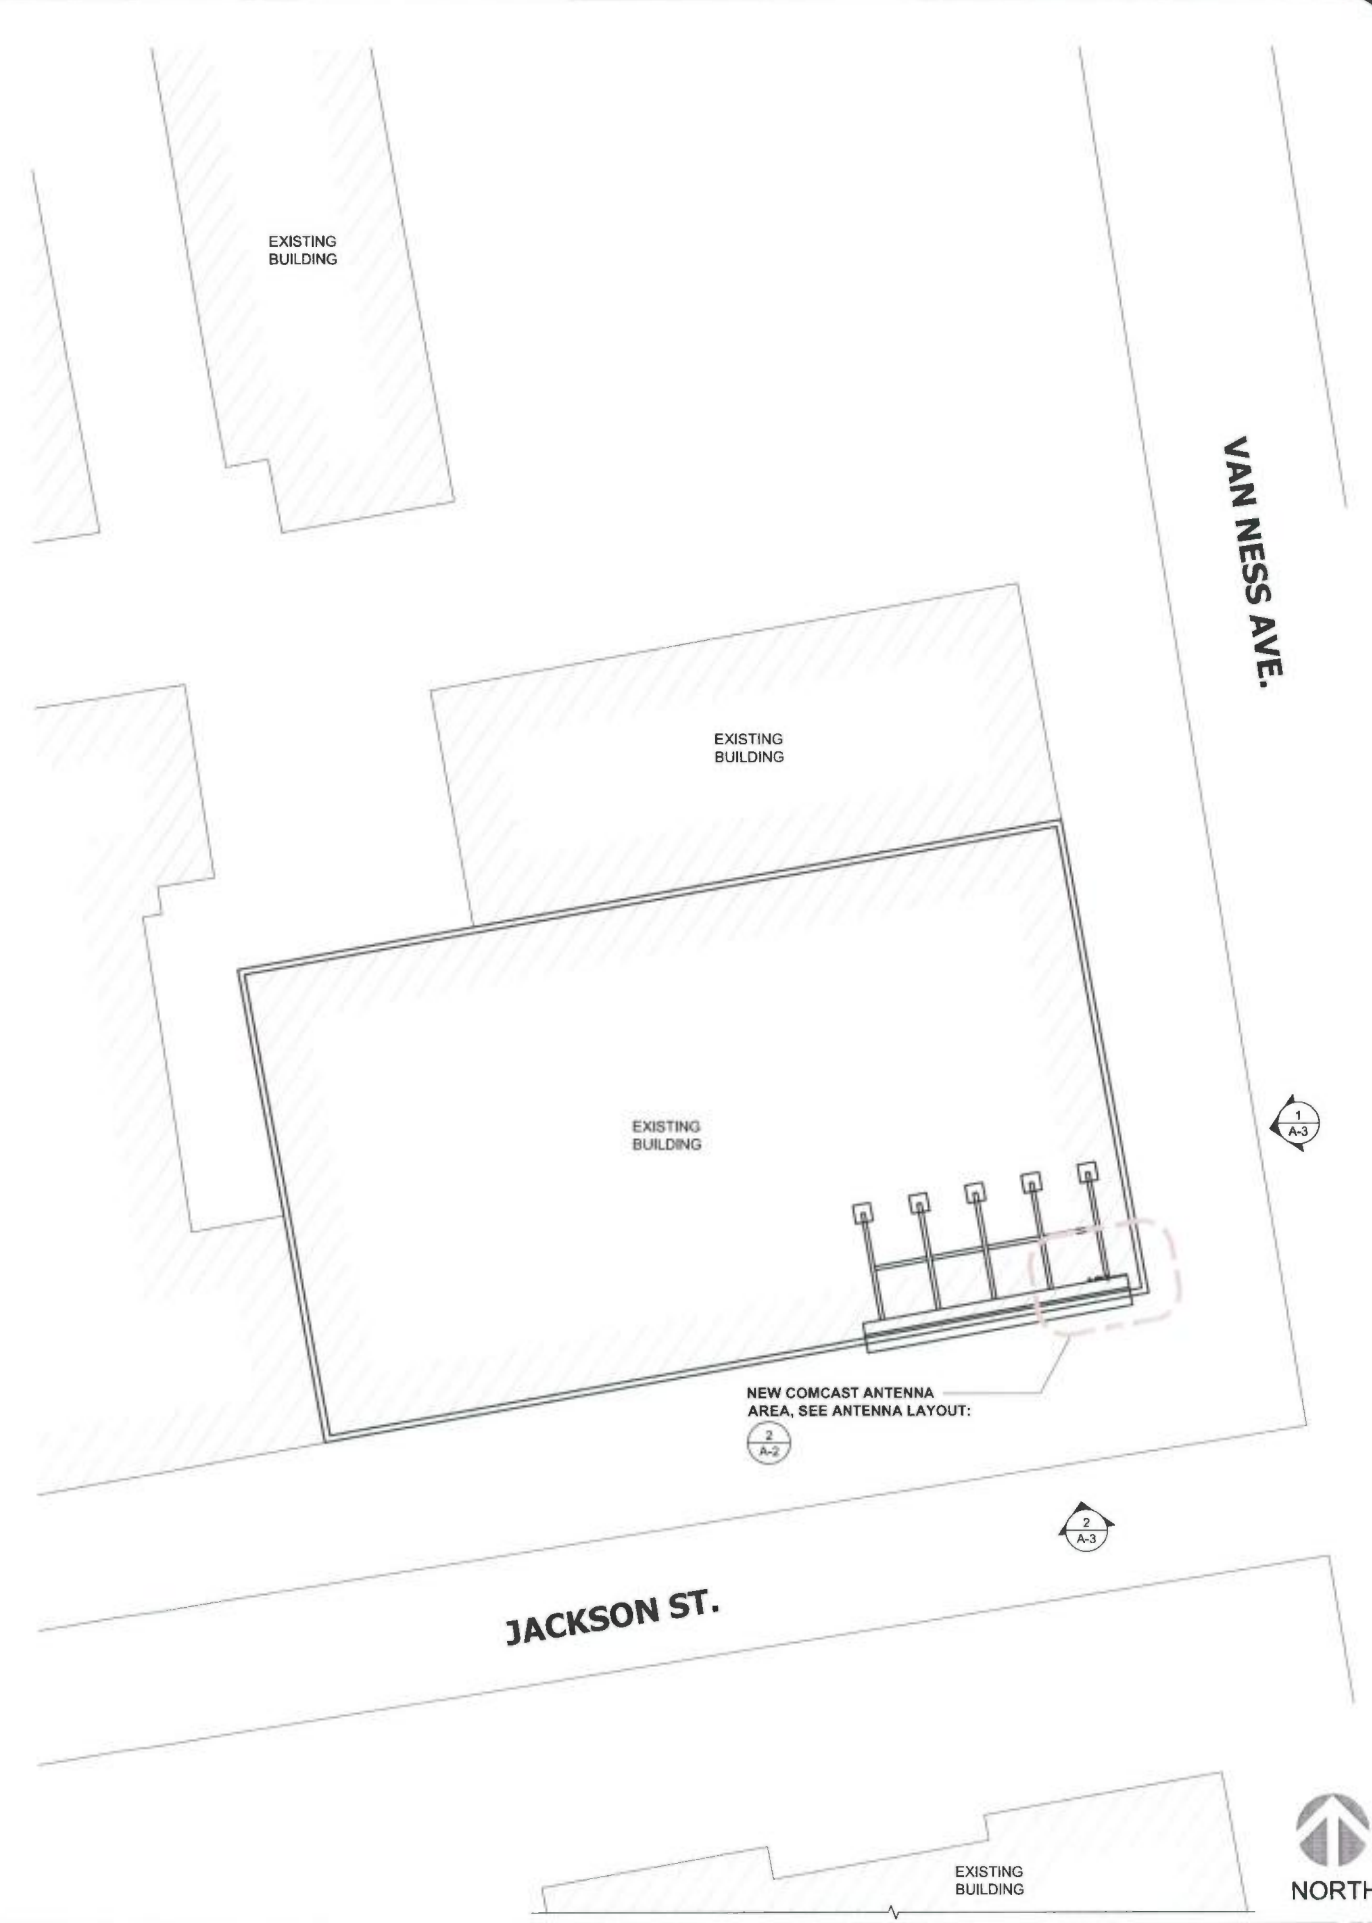 EXISTING
BUILDING
VAN NESS AVE.
EXISTING
BUILDING
1
A-3
EXISTING
BUILDING
NEW COMCAST ANTENNA
AREA, SEE ANTENNA LAYOUT:
2
A-2
2
A-3
JACKSON ST.
EXISTING
BUILDING
NORTH